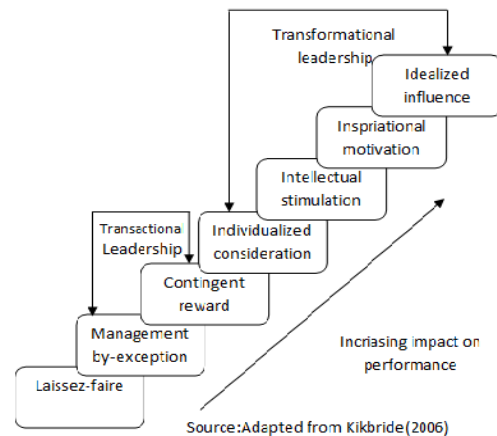 Transformational
leadership
Idealized
influence
Inspriational
motivation
Intellectual
stimulation
Transactiona
Leadership
Individualized
consideration
Contingent
reward
Management
by-exception
Laissez-faire
Incriasing impact on
performance
Source:Adapted from Kikbride(2006)